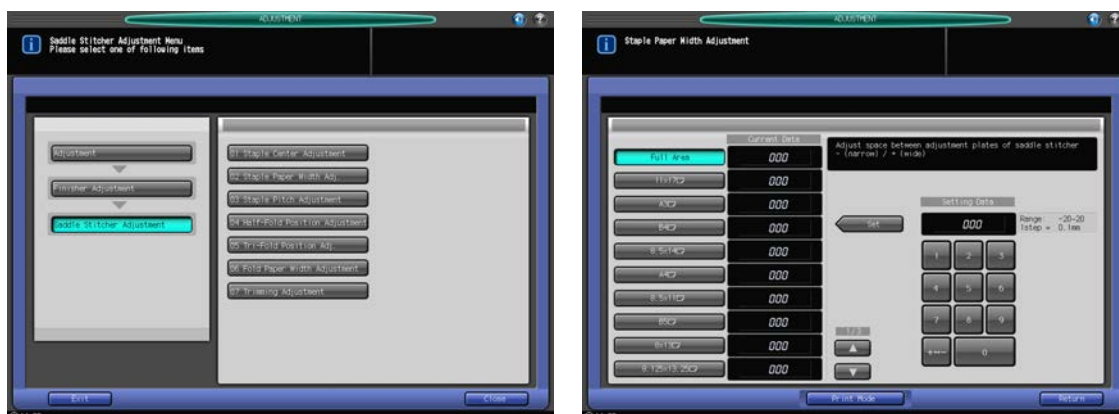 ADJUSTMENT
Saddle Stitcher Adjustment Menu
Please select one of following items
Adjustment
Finisher Adjustment
Saddle Stitcher Adjustment
01 Staple Center Adjustment
02 Staple Paper Width Adj.
03 Staple Pitch Adjustment
04 Half-Fold Position Adjustment
05 Tri-Fold Position Adj.
06 Fold Paper Width Adjustment
07 Trimming Adjustment
Exit
Close
ADJUSTMENT
Staple Paper Width Adjustment
Current Data
Full Area 000
11x17 000
A3 000
B4 000
8.5x14 000
A4 000
8.5x11 000
B5 000
8x13 000
8.125x13.25 000
Adjust space between adjustment plates of saddle stitcher
- (narrow) / + (wide)
Setting Data
Set
000
Range -20-20
1step = 0.1mm
1 2 3
4 5 6
7 8 9
0
1/3
Print Mode
Return